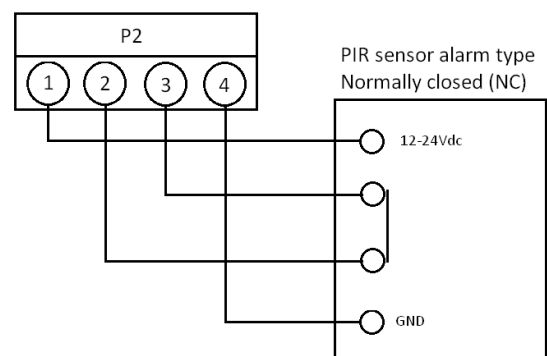 P2
1 2 3 4
PIR sensor alarm type
Normally closed (NC)
12-24Vdc
GND